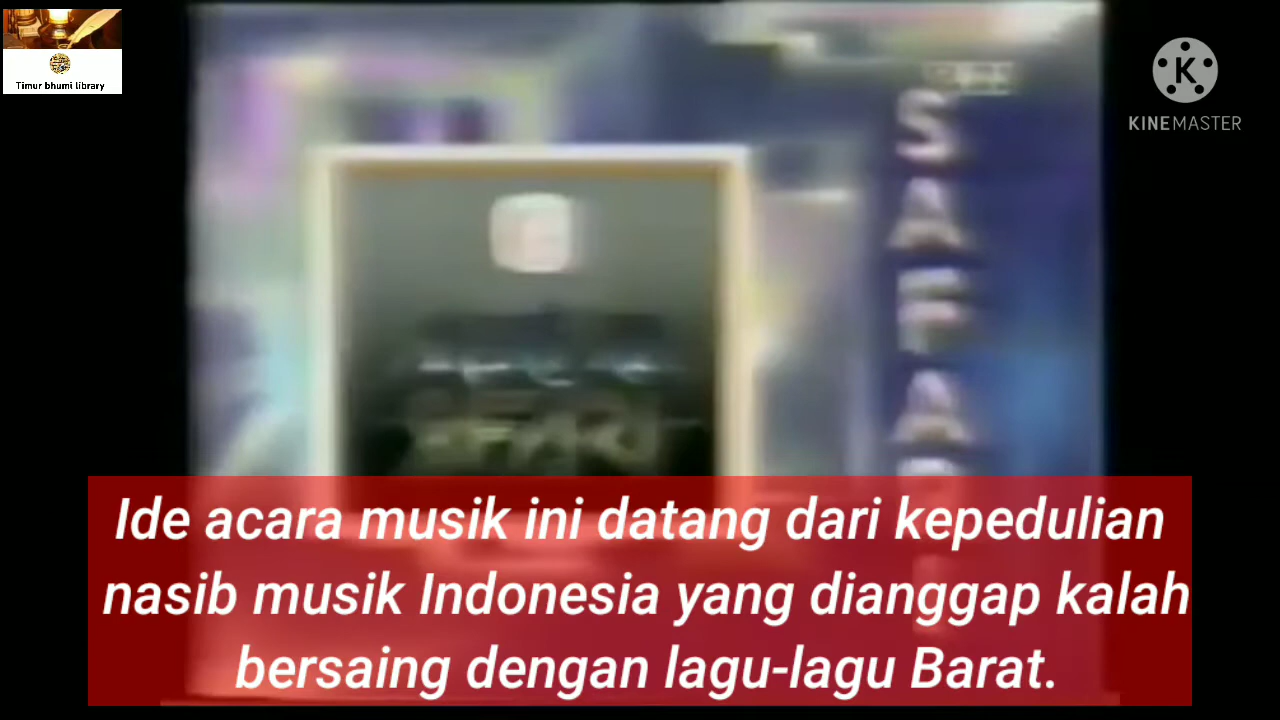 Timur bhumi library
K
KINEMASTER
SAFARI
Ide acara musik ini datang dari kepedulian
nasib musik Indonesia yang dianggap kalah
bersaing dengan lagu-lagu Barat.